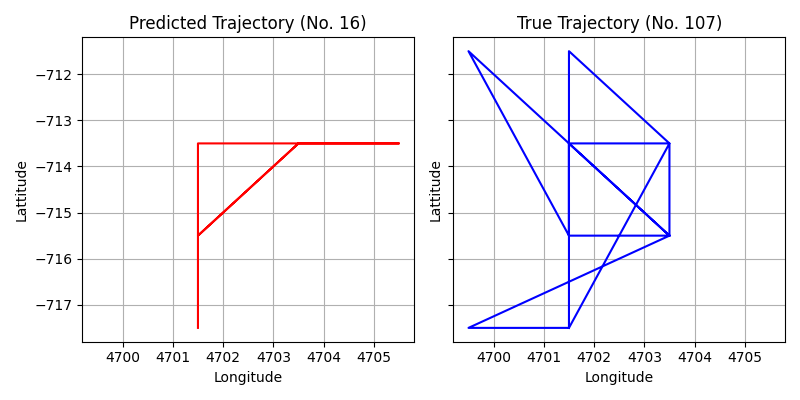 Predicted Trajectory (No. 16)
True Trajectory (No. 107)
−712
−713
−714
−715
−716
−717
Lattitude
Lattitude
4700 4701 4702 4703 4704 4705
4700 4701 4702 4703 4704 4705
Longitude
Longitude